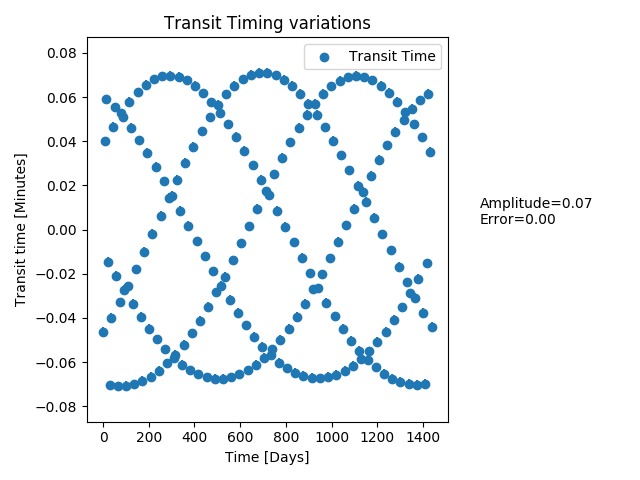 Transit Timing variations
Transit Time
0.08
0.06
0.04
0.02
0.00
−0.02
−0.04
−0.06
−0.08
Transit time [Minutes]
0 200 400 600 800 1000 1200 1400
Time [Days]
Amplitude=0.07
Error=0.00